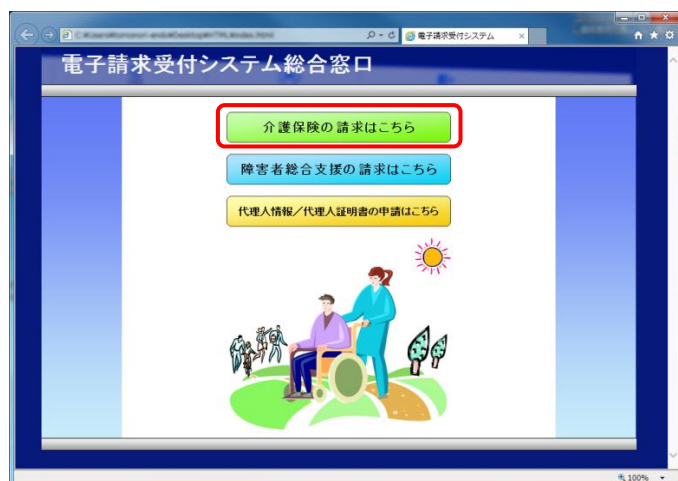 電子請求受付システム
電子請求受付システム総合窓口
介護保険の請求はこちら
障害者総合支援の請求はこちら
代理人情報／代理人証明書の申請はこちら
100%